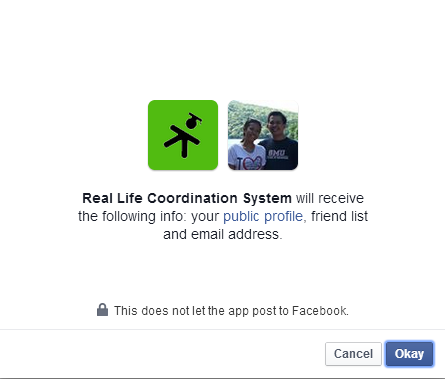 Real Life Coordination System will receive
the following info: your public profile, friend list
and email address.
This does not let the app post to Facebook.
Cancel
Okay